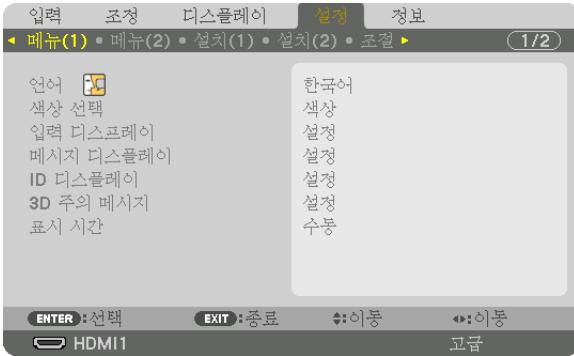 입력 조정 디스플레이 설정 정보
메뉴(1) 메뉴(2) 설치(1) 설치(2) 조절 (1/2)
언어 한국어
색상 선택 색상
입력 디스프레이 설정
메시지 디스플레이 설정
ID 디스플레이 설정
3D 주의 메시지 설정
표시 시간 수동
ENTER :선택 EXIT :종료 :이동 :이동
HDMI1 고급